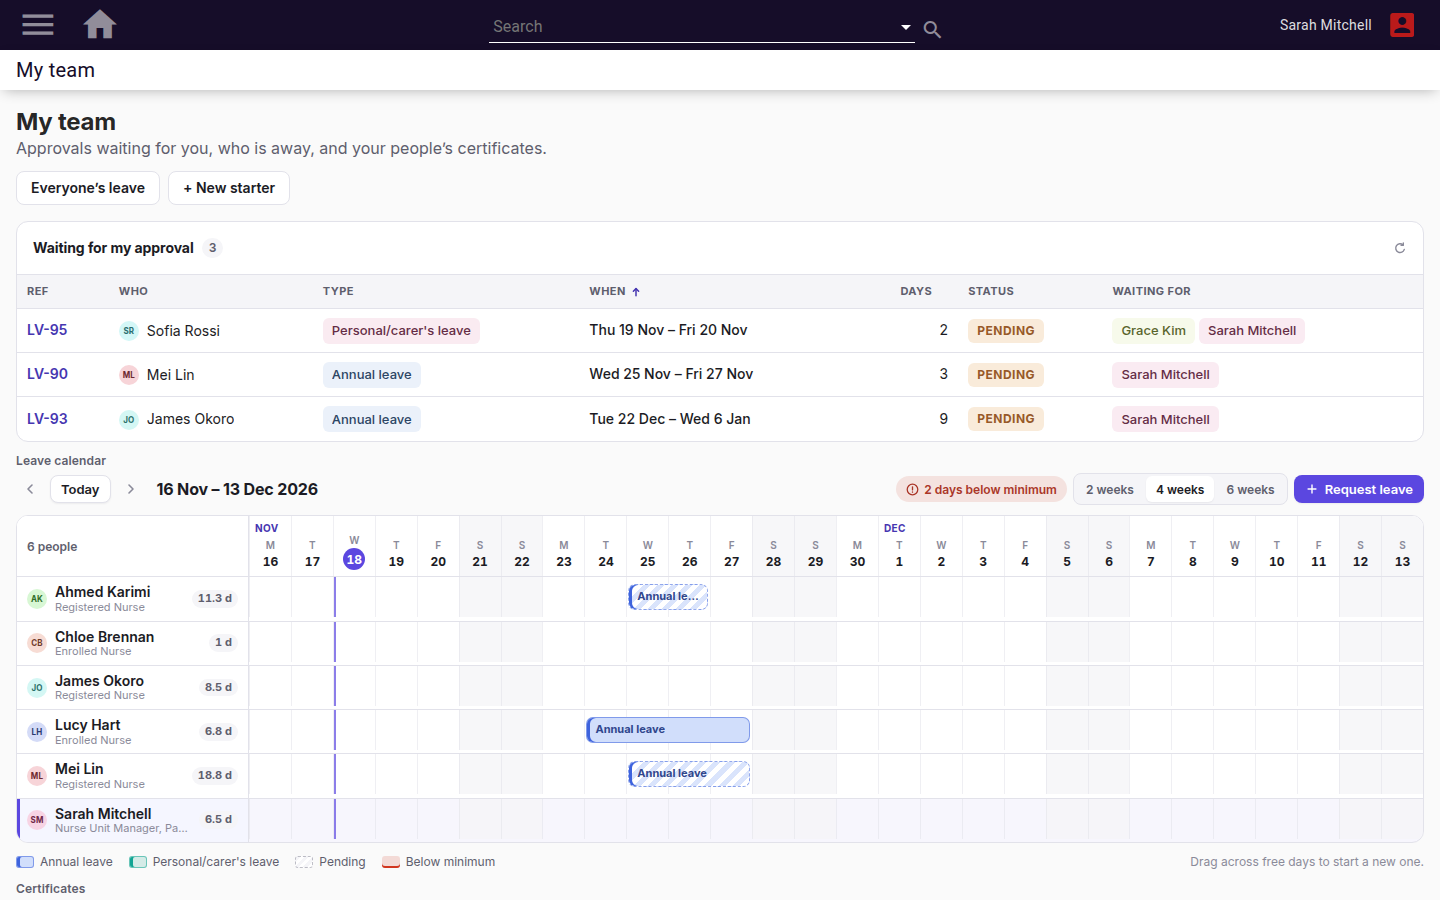 Search
Sarah Mitchell
My team
My team
Approvals waiting for you, who is away, and your people's certificates.
Everyone's leave
+ New starter
Waiting for my approval 3
REF WHO TYPE WHEN DAYS STATUS WAITING FOR
LV-95 SR Sofia Rossi Personal/carer's leave Thu 19 Nov – Fri 20 Nov 2 PENDING Grace Kim Sarah Mitchell
LV-90 ML Mei Lin Annual leave Wed 25 Nov – Fri 27 Nov 3 PENDING Sarah Mitchell
LV-93 JO James Okoro Annual leave Tue 22 Dec – Wed 6 Jan 9 PENDING Sarah Mitchell
Leave calendar
Today 16 Nov – 13 Dec 2026 2 days below minimum 2 weeks 4 weeks 6 weeks + Request leave
NOV DEC
6 people
M T W T F S S M T W T F S S M T W T F S S M T W T F S S
16 17 18 19 20 21 22 23 24 25 26 27 28 29 30 1 2 3 4 5 6 7 8 9 10 11 12 13
AK Ahmed Karimi 11.3 d Annual le...
Registered Nurse
CB Chloe Brennan 1 d
Enrolled Nurse
JO James Okoro 8.5 d
Registered Nurse
LH Lucy Hart 6.8 d Annual leave
Enrolled Nurse
ML Mei Lin 18.8 d Annual leave
Registered Nurse
SM Sarah Mitchell 6.5 d
Nurse Unit Manager, Pa...
Annual leave Personal/carer's leave Pending Below minimum Drag across free days to start a new one.
Certificates